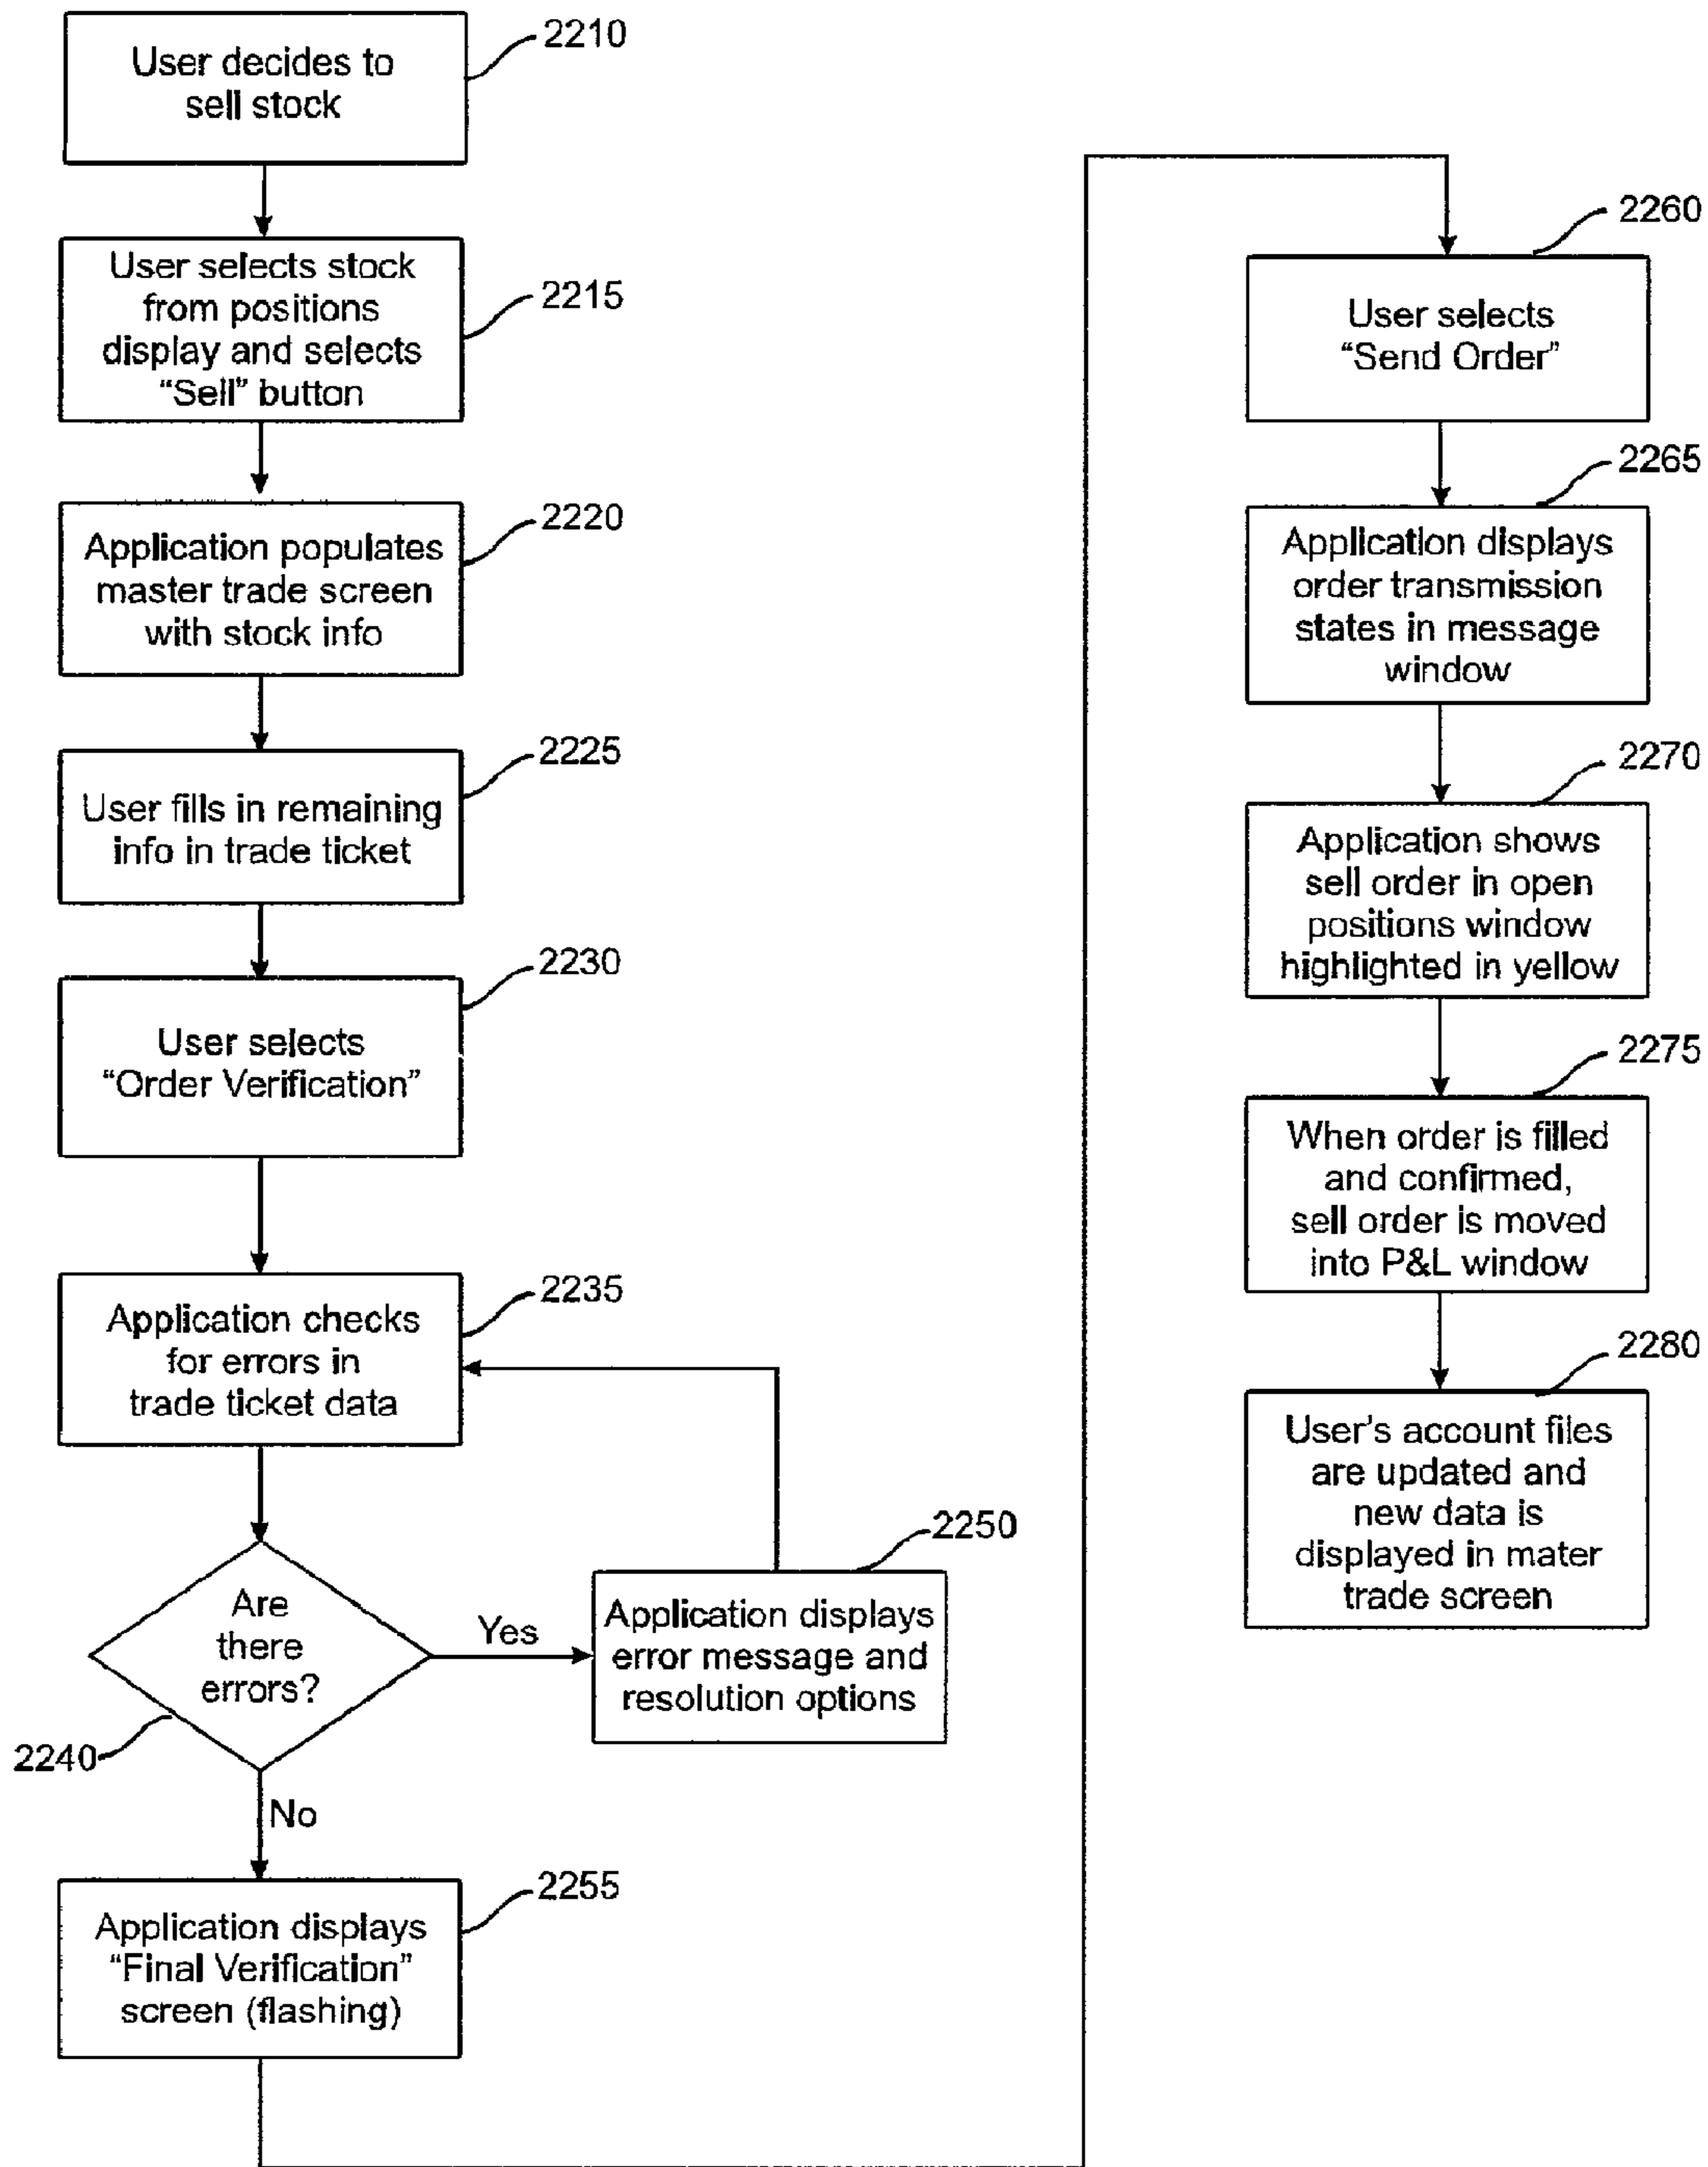 2210
User decides to
sell stock
2215
User selects stock
from positions
display and selects
“Sell” button
2220
Application populates
master trade screen
with stock info
2225
User fills in remaining
info in trade ticket
2230
User selects
“Order Verification”
2235
Application checks
for errors in
trade ticket data
2240
Are
there
errors?
Yes
2250
Application displays
error message and
resolution options
No
2255
Application displays
“Final Verification”
screen (flashing)
2260
User selects
“Send Order”
2265
Application displays
order transmission
states in message
window
2270
Application shows
sell order in open
positions window
highlighted in yellow
2275
When order is filled
and confirmed,
sell order is moved
into P&L window
2280
User's account files
are updated and
new data is
displayed in mater
trade screen